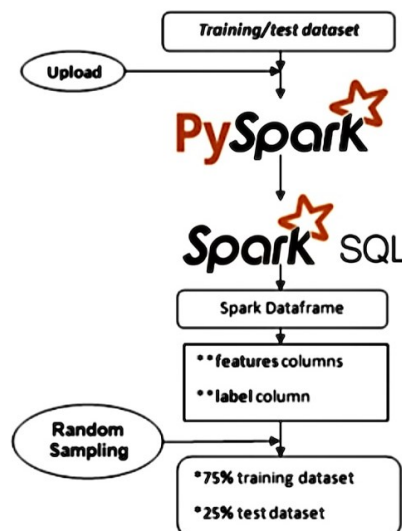 Training/test dataset
Upload
PySpark
Spark SQL
Spark Dataframe
**features columns
**label column
Random
Sampling
*75% training dataset
*25% test dataset